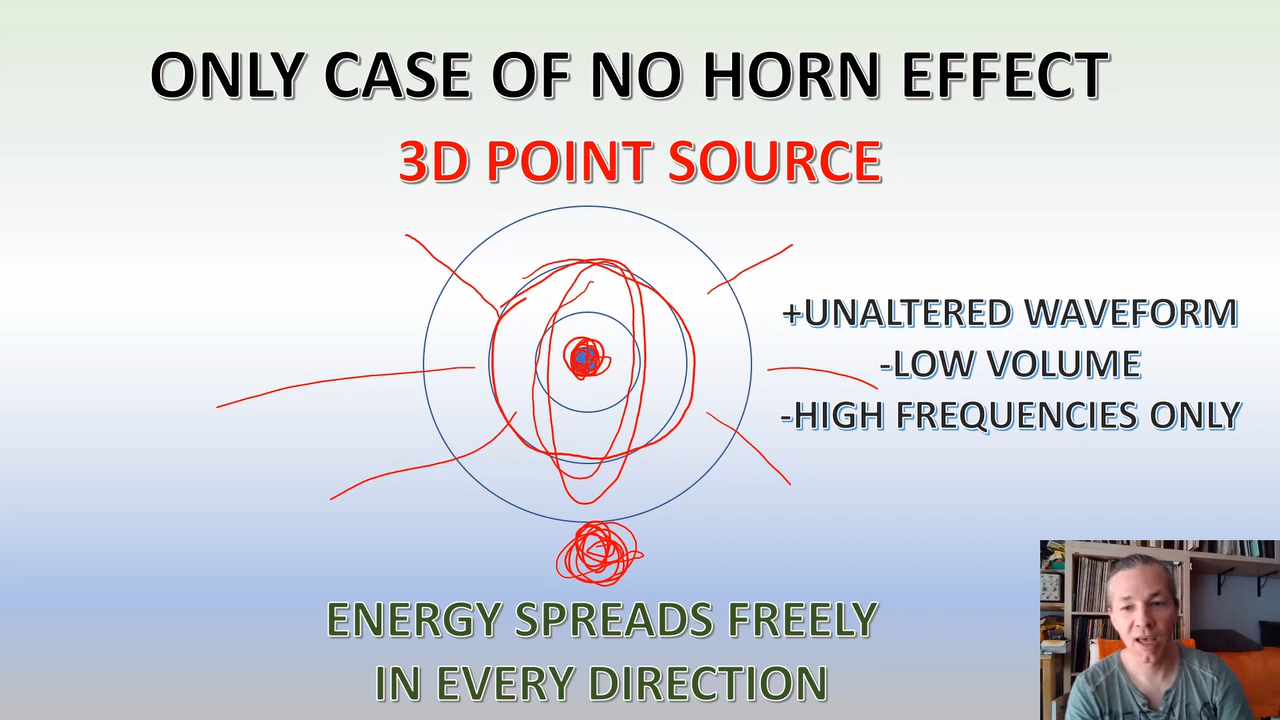 ONLY CASE OF NO HORN EFFECT
3D POINT SOURCE
+UNALTERED WAVEFORM
-LOW VOLUME
-HIGH FREQUENCIES ONLY
ENERGY SPREADS FREELY
IN EVERY DIRECTION